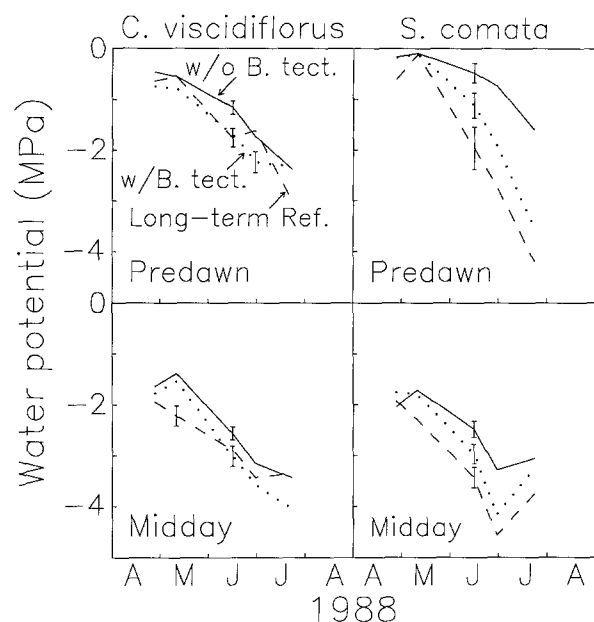 C. viscidiflorus
S. comata
Water potential (MPa)
0
−2
−4
0
−2
−4
w/o B. tect.
w/B. tect.
Long−term Ref.
Predawn
Predawn
Midday
Midday
A M J J A
A M J J A
1988